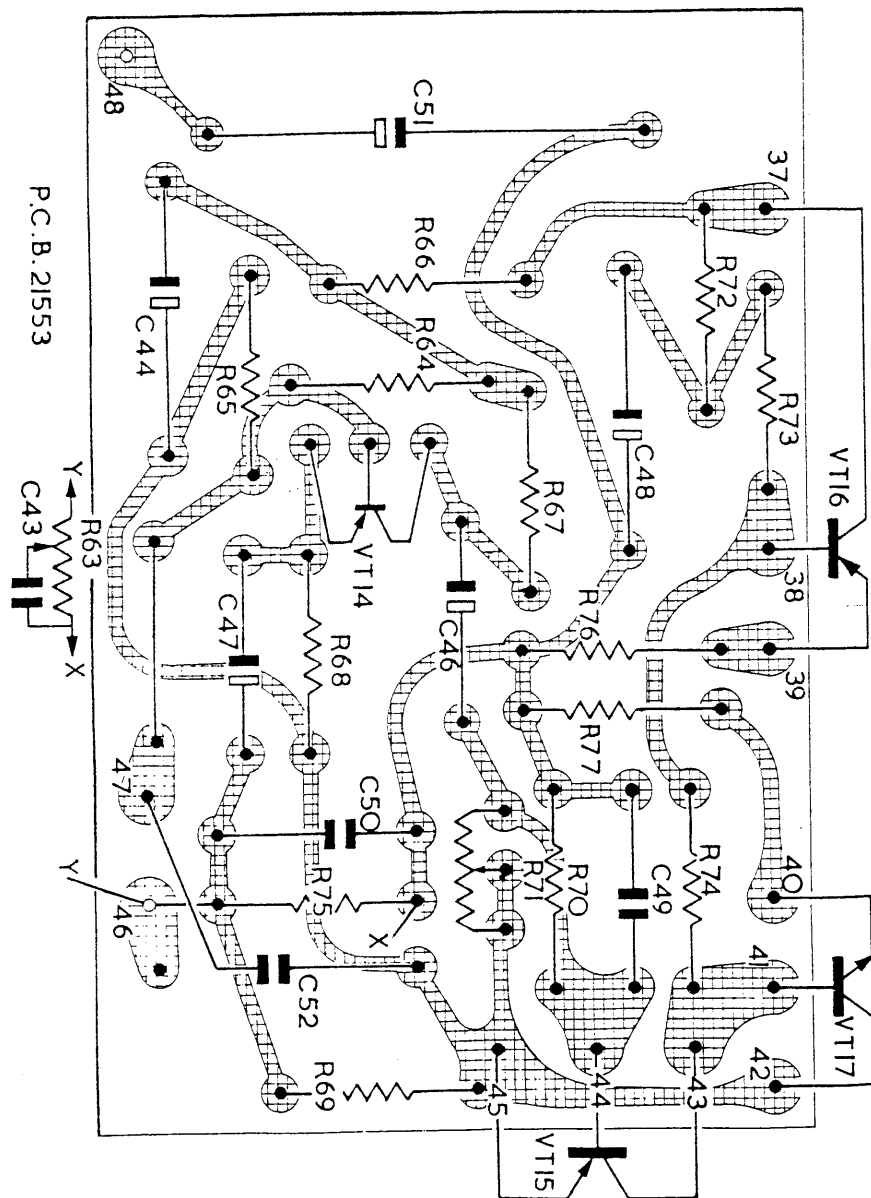 48
C51
37
R66
R72
P.C.B. 21553
C44
R64
R65
R73
C48
VT16
R67
Y
R63
C43
X
VT14
38
C47
R68
C46
R76
39
R77
47
C50
Y
46
R75
X
R71
R70
C49
R74
40
41
VT17
C52
42
R69
45
44
43
VT15